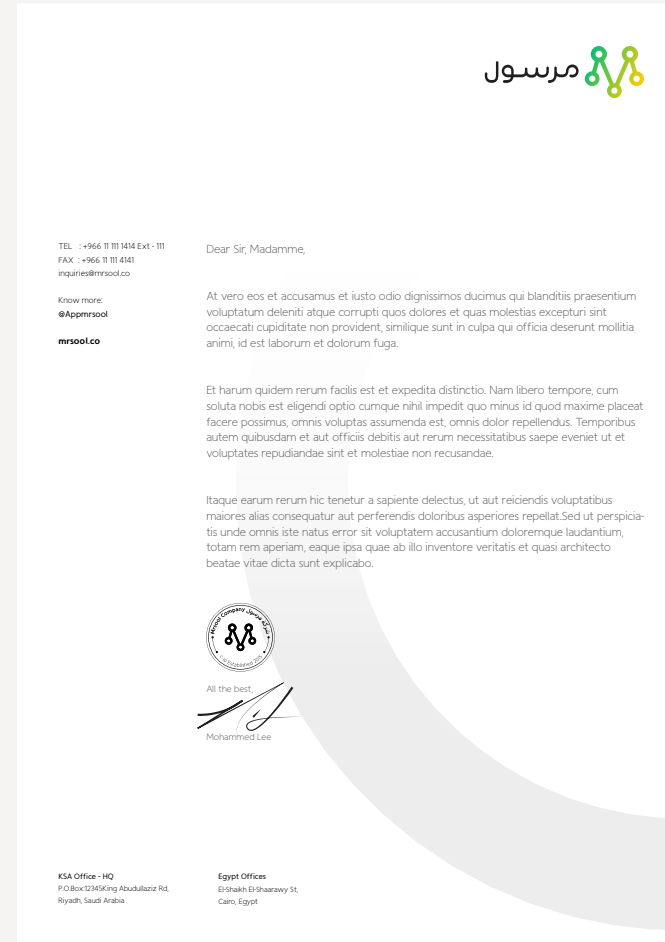 مرسول
TEL : +966 11 111 1414 Ext - 111
FAX : +966 11 111 4141
inquiries@mrsool.co
Know more:
@Appmrsool
mrsool.co
Dear Sir, Madamme,
At vero eos et accusamus et iusto odio dignissimos ducimus qui blanditiis praesentium
voluptatum deleniti atque corrupti quos dolores et quas molestias excepturi sint
occaecati cupiditate non provident, similique sunt in culpa qui officia deserunt mollitia
animi, id est laborum et dolorum fuga.
Et harum quidem rerum facilis est et expedita distinctio. Nam libero tempore, cum
soluta nobis est eligendi optio cumque nihil impedit quo minus id quod maxime placeat
facere possimus, omnis voluptas assumenda est, omnis dolor repellendus. Temporibus
autem quibusdam et aut officiis debitis aut rerum necessitatibus saepe eveniet ut et
voluptates repudiandae sint et molestiae non recusandae.
Itaque earum rerum hic tenetur a sapiente delectus, ut aut reiciendis voluptatibus
maiores alias consequatur aut perferendis doloribus asperiores repellat.Sed ut perspicia-
tis unde omnis iste natus error sit voluptatem accusantium doloremque laudantium,
totam rem aperiam, eaque ipsa quae ab illo inventore veritatis et quasi architecto
beatae vitae dicta sunt explicabo.
Mrsool Company شركة مرسول
Established 2015
All the best,
Mohammed Lee
KSA Office - HQ
P.O.Box:12345King Abudullaziz Rd,
Riyadh, Saudi Arabia
Egypt Offices
El-Shaikh El-Shaarawy St,
Cairo, Egypt